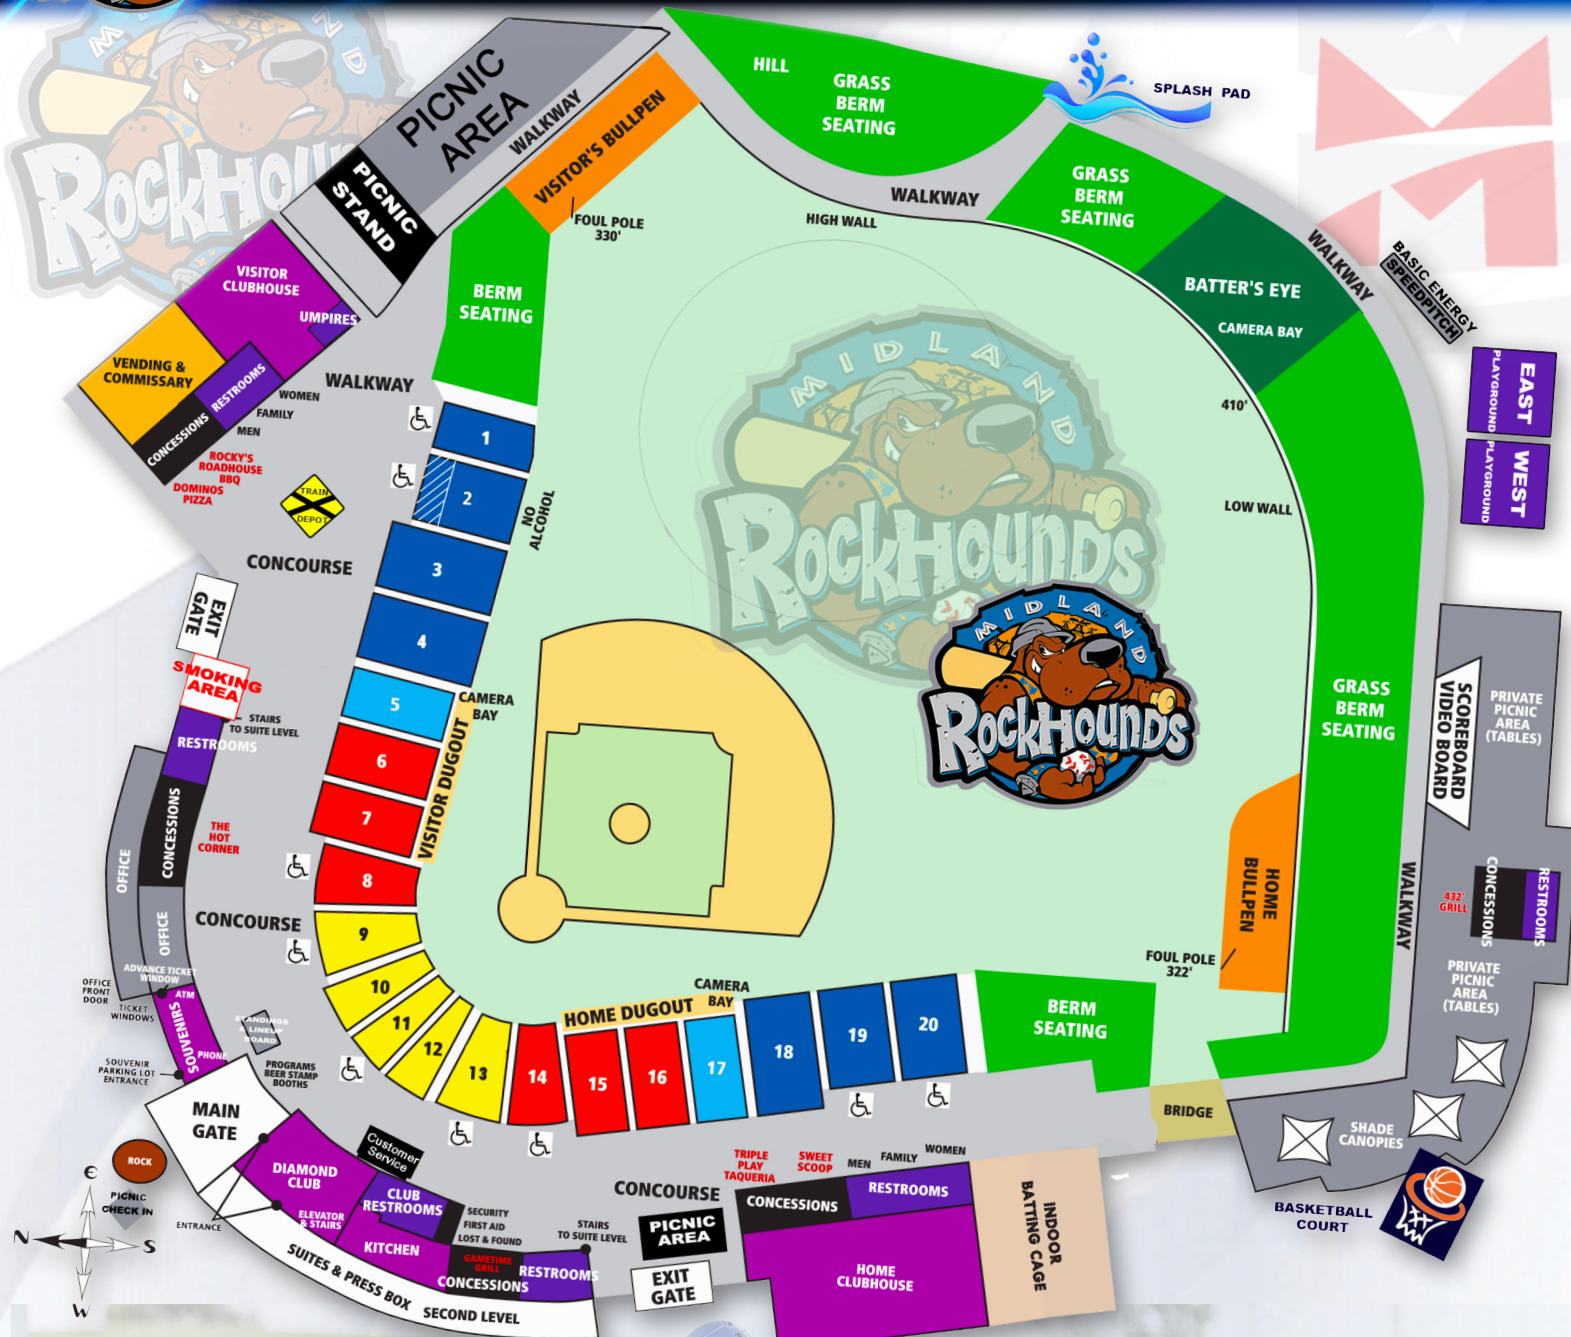 MIDLAND
ROCKHOUNDS
PICNIC
AREA
WALKWAY
PICNIC
STAND
VISITOR'S BULLPEN
FOUL POLE
330'
HILL
GRASS
BERM
SEATING
SPLASH PAD
WALKWAY
HIGH WALL
GRASS
BERM
SEATING
BATTER'S EYE
CAMERA BAY
WALKWAY
BASIC ENERGY
SPEEDPITCH
EAST
PLAYGROUND
WEST
PLAYGROUND
410'
LOW WALL
VISITOR
CLUBHOUSE
UMPIRES
VENDING &
COMMISSARY
RESTROOMS
CONCESSIONS
WOMEN
FAMILY
MEN
ROCKY'S
ROADHOUSE
BBQ
DOMINOS
PIZZA
WALKWAY
BERM
SEATING
TRAIN
DEPOT
CONCOURSE
1
2
NO
ALCOHOL
3
4
5
6
7
8
9
10
11
12
13
14
15
16
17
18
19
20
CAMERA
BAY
VISITOR DUGOUT
MIDLAND
ROCKHOUNDS
MIDLAND
ROCKHOUNDS
EXIT
GATE
SMOKING
AREA
STAIRS
TO SUITE LEVEL
RESTROOMS
CONCESSIONS
THE
HOT
CORNER
OFFICE
OFFICE
CONCOURSE
ADVANCE TICKET
WINDOW
OFFICE
FRONT
DOOR
TICKET
WINDOWS
ATM
SOUVENIRS
PHONE
STANDINGS
& LINEUP
BOARD
SOUVENIR
PARKING LOT
ENTRANCE
PROGRAMS
BEER STAMP
BOOTHS
MAIN
GATE
ROCK
PICNIC
CHECK IN
E
N
S
W
ENTRANCE
DIAMOND
CLUB
ELEVATOR
& STAIRS
Customer
Service
CLUB
RESTROOMS
KITCHEN
SECURITY
FIRST AID
LOST & FOUND
GAMETIME
GRILL
CONCESSIONS
RESTROOMS
STAIRS
TO SUITE LEVEL
SUITES & PRESS BOX SECOND LEVEL
HOME DUGOUT
CAMERA
BAY
CONCOURSE
PICNIC
AREA
EXIT
GATE
TRIPLE
PLAY
TAQUERIA
SWEET
SCOOP
MEN
FAMILY
WOMEN
CONCESSIONS
RESTROOMS
HOME
CLUBHOUSE
INDOOR
BATTING CAGE
BERM
SEATING
BRIDGE
FOUL POLE
322'
HOME
BULLPEN
GRASS
BERM
SEATING
WALKWAY
SCOREBOARD
VIDEO BOARD
PRIVATE
PICNIC
AREA
(TABLES)
432'
GRILL
CONCESSIONS
RESTROOMS
PRIVATE
PICNIC
AREA
(TABLES)
SHADE
CANOPIES
BASKETBALL
COURT